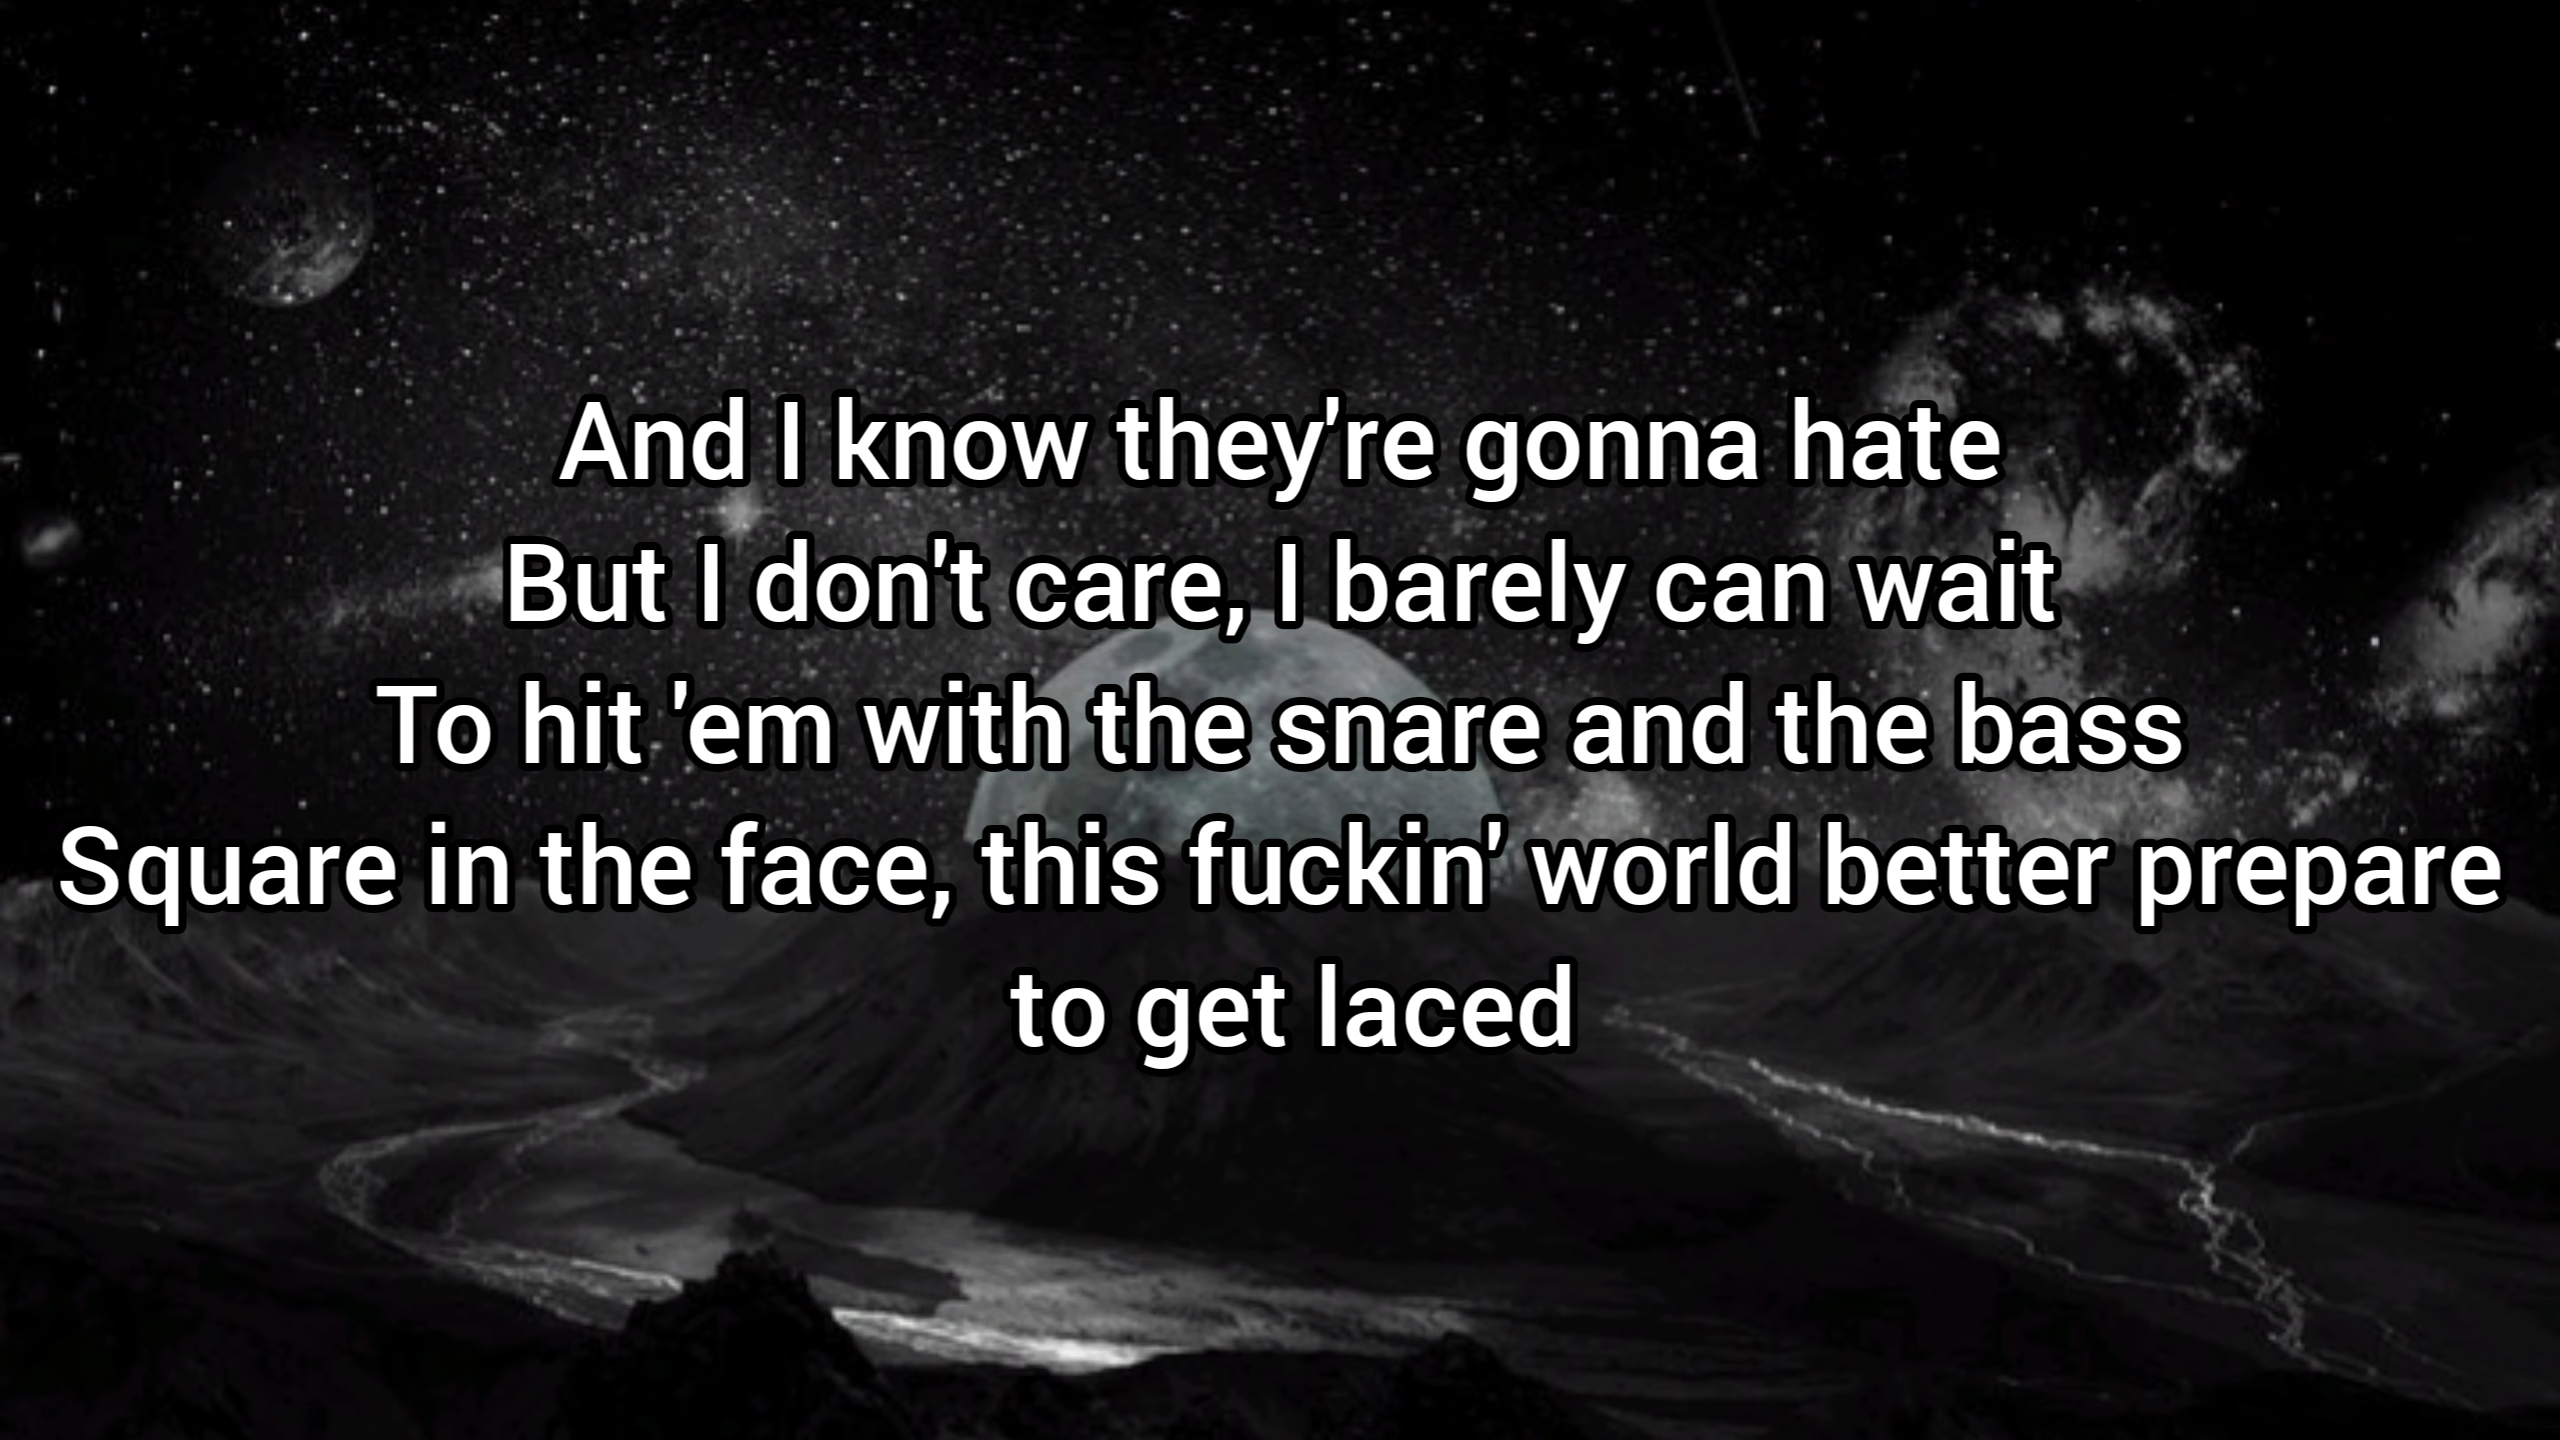 And I know they're gonna hate
But I don't care, I barely can wait
To hit 'em with the snare and the bass
Square in the face, this fuckin' world better prepare
to get laced